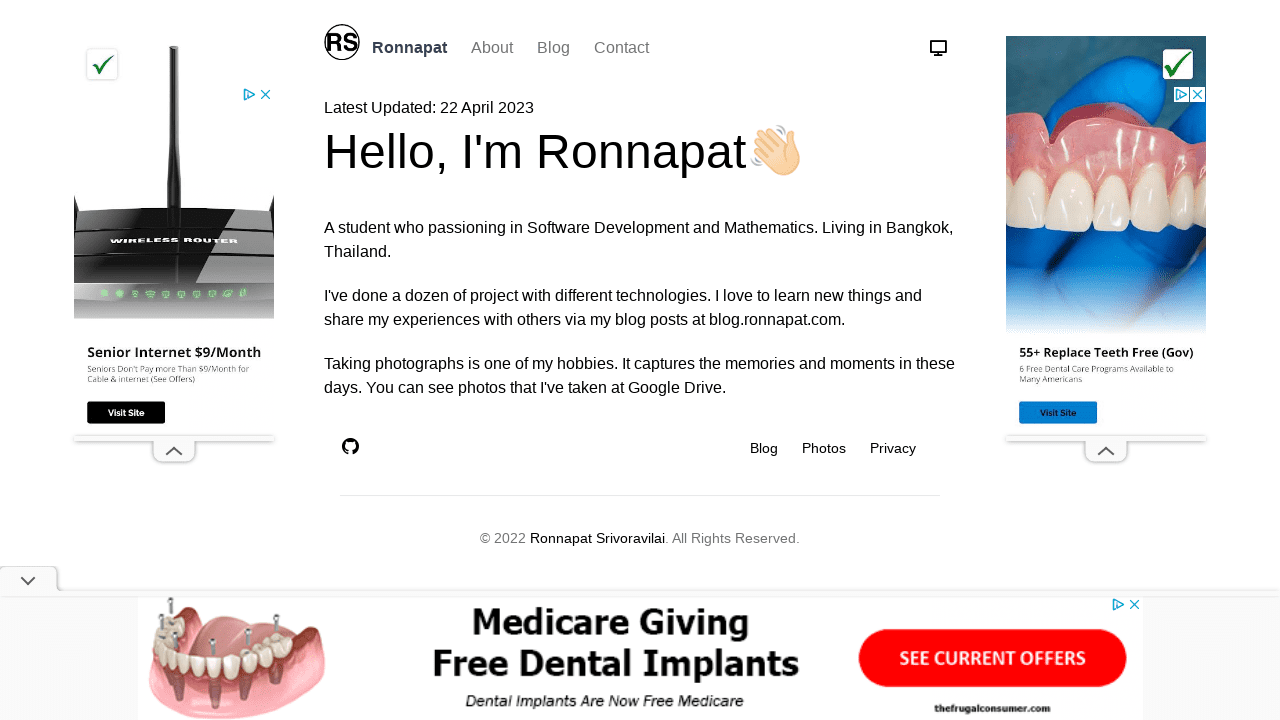 RS
Ronnapat About Blog Contact
Latest Updated: 22 April 2023
Hello, I'm Ronnapat👋🏻
A student who passioning in Software Development and Mathematics. Living in Bangkok,
Thailand.
I've done a dozen of project with different technologies. I love to learn new things and
share my experiences with others via my blog posts at blog.ronnapat.com.
Taking photographs is one of my hobbies. It captures the memories and moments in these
days. You can see photos that I've taken at Google Drive.
Blog Photos Privacy
© 2022 Ronnapat Srivoravilai. All Rights Reserved.
WIRELESS ROUTER
Senior Internet $9/Month
Seniors Don't Pay more Than $9/Month for
Cable & internet (See Offers)
Visit Site
55+ Replace Teeth Free (Gov)
6 Free Dental Care Programs Available to
Many Americans
Visit Site
Medicare Giving
Free Dental Implants
Dental Implants Are Now Free Medicare
SEE CURRENT OFFERS
thefrugalconsumer.com